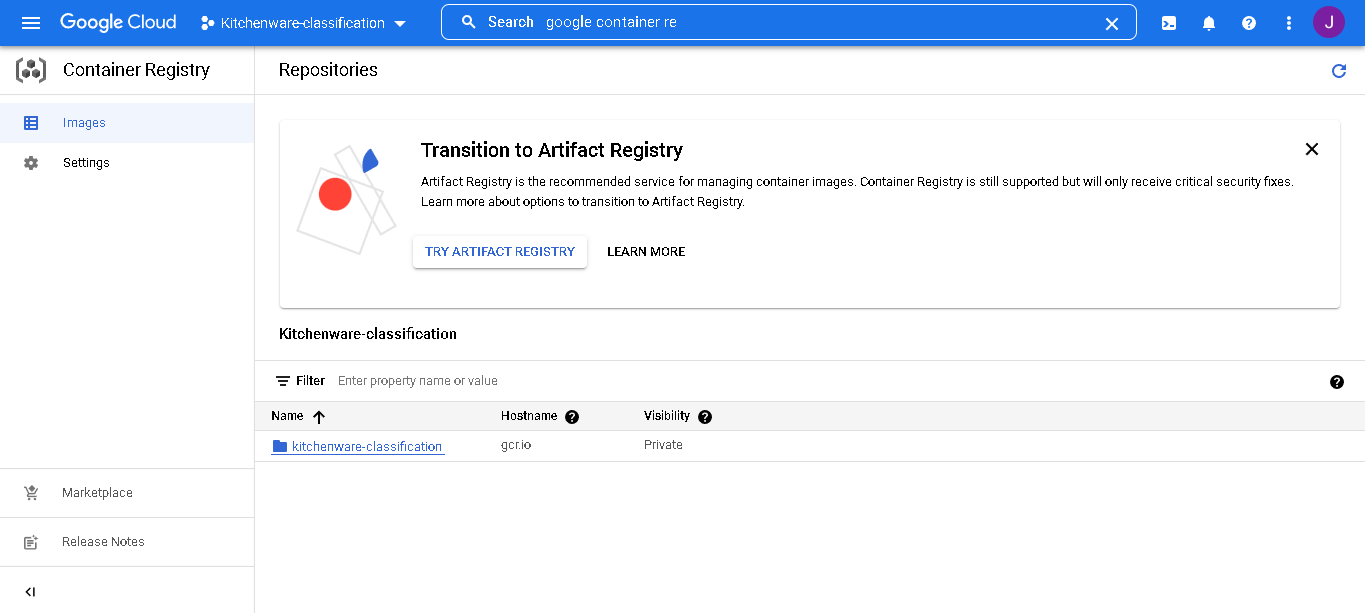 Google Cloud
Kitchenware-classification
Search google container re
J
Container Registry
Repositories
Images
Settings
Transition to Artifact Registry
Artifact Registry is the recommended service for managing container images. Container Registry is still supported but will only receive critical security fixes.
Learn more about options to transition to Artifact Registry.
TRY ARTIFACT REGISTRY
LEARN MORE
Kitchenware-classification
Filter Enter property name or value
Name Hostname Visibility
kitchenware-classification gcr.io Private
Marketplace
Release Notes